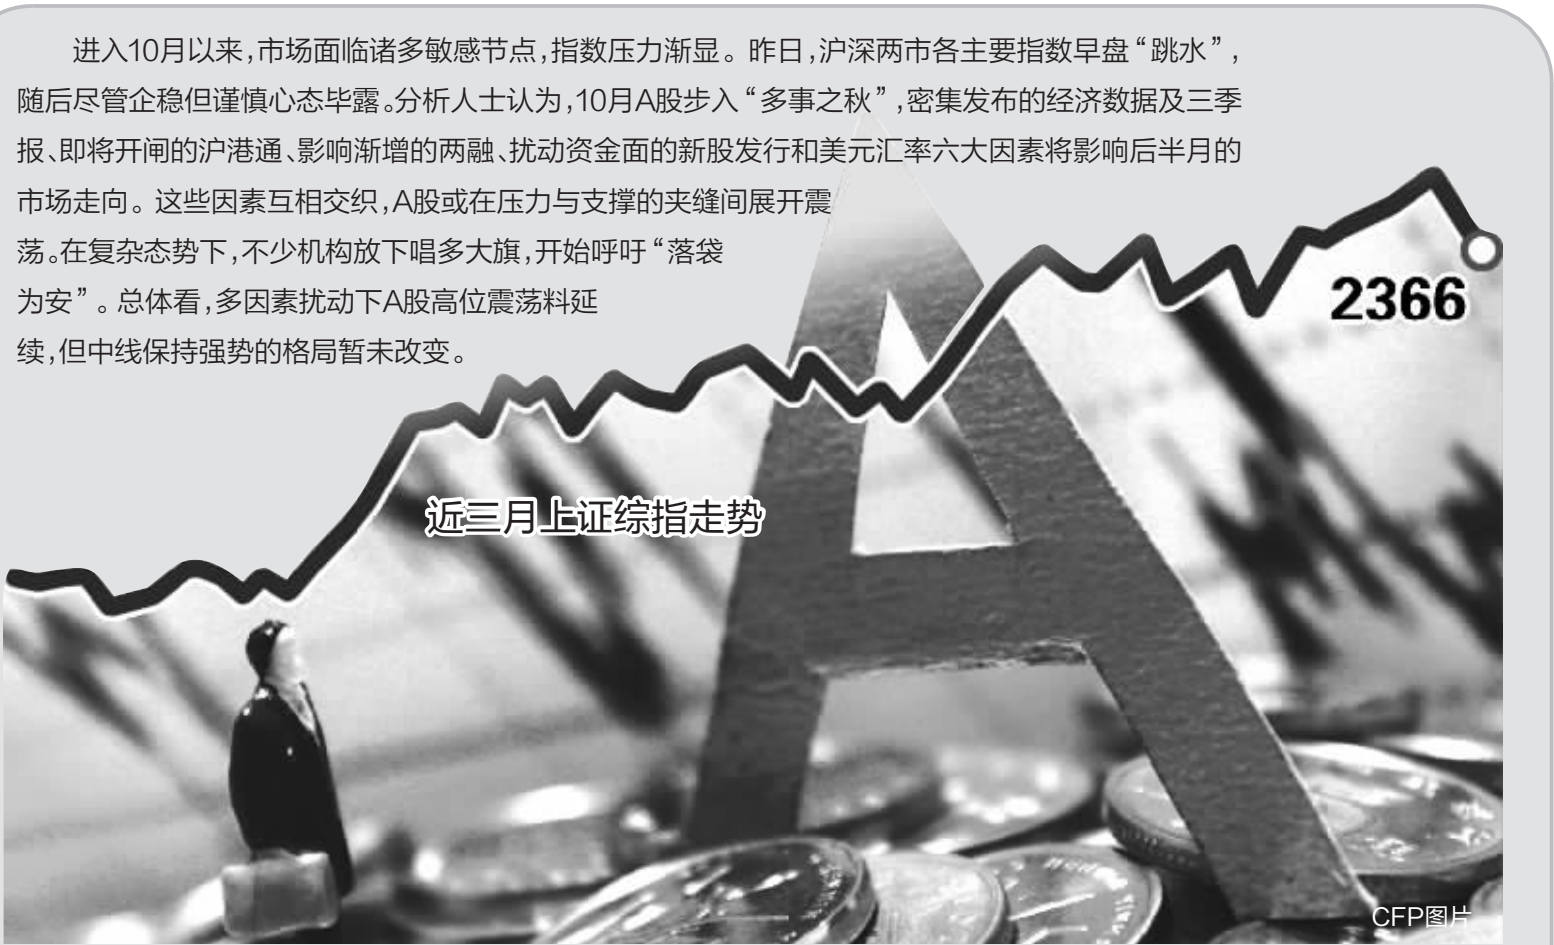 进入10月以来,市场面临诸多敏感节点,指数压力渐显。昨日,沪深两市各主要指数早盘“跳水”,
随后尽管企稳但谨慎心态毕露。分析人士认为,10月A股步入“多事之秋”,密集发布的经济数据及三季
报、即将开闸的沪港通、影响渐增的两融、扰动资金面的新股发行和美元汇率六大因素将影响后半月的
市场走向。这些因素互相交织,A股或在压力与支撑的夹缝间展开震
荡。在复杂态势下,不少机构放下唱多大旗,开始呼吁“落袋
为安”。总体看,多因素扰动下A股高位震荡料延
续,但中线保持强势的格局暂未改变。
2366
近三月上证综指走势
CFP图片